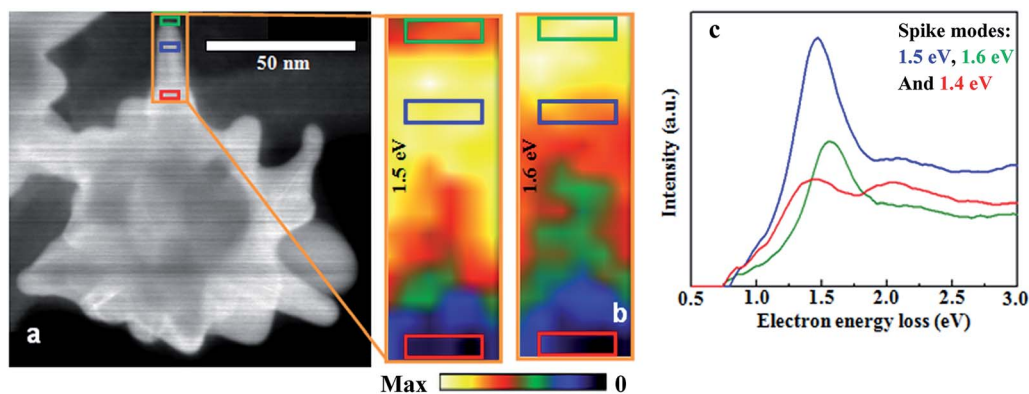 50 nm
a
1.5 eV
1.6 eV
b
Max
0
c
Spike modes:
1.5 eV, 1.6 eV
And 1.4 eV
Intensity (a.u.)
0.5 1.0 1.5 2.0 2.5 3.0
Electron energy loss (eV)